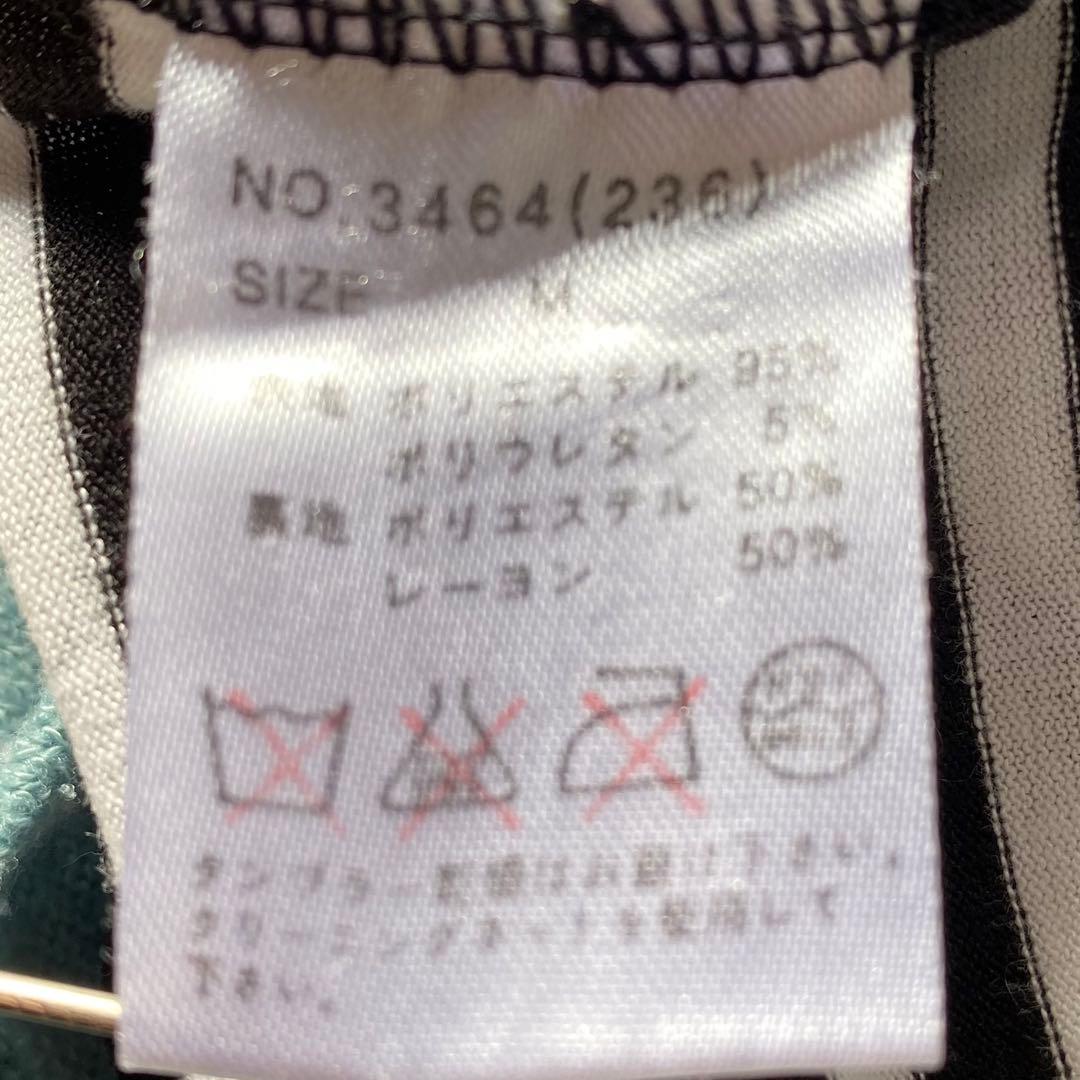 NO.3464(236)
SIZE M
表地 ポリエステル 95%
ポリウレタン 5%
裏地 ポリエステル 50%
レーヨン 50%
タンブラー乾燥はお避け下さい。
クリーニングネットを使用して
下さい。